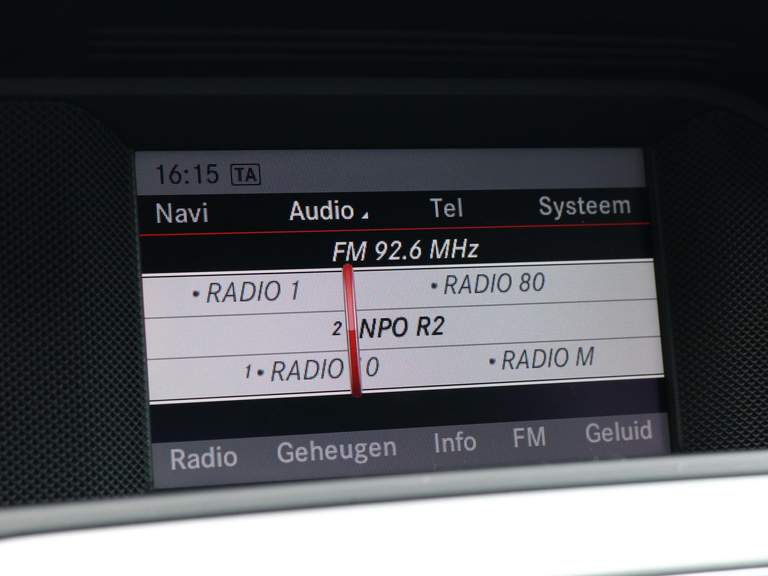 16:15 TA
Navi Audio Tel Systeem
FM 92.6 MHz
• RADIO 1 • RADIO 80
2 NPO R2
1 • RADIO 0 • RADIO M
Radio Geheugen Info FM Geluid